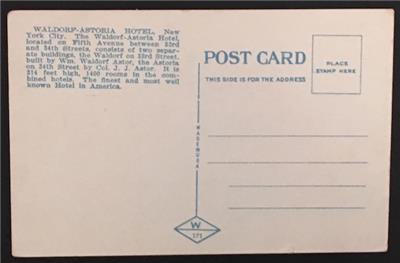 WALDORF-ASTORIA HOTEL, New
York City. The Waldorf-Astoria Hotel,
located on Fifth Avenue between 33rd
and 34th Streets, consists of two separ-
ate buildings, the Waldorf on 33rd Street,
built by Wm. Waldorf Astor, the Astoria
on 34th Street by Col. J. J. Astor. It is
214 feet high, 1400 rooms in the com-
bined hotels. The finest and most well
known Hotel in America.
POST CARD
THIS SIDE IS FOR THE ADDRESS
PLACE
STAMP HERE
MADE IN U S A
W
171